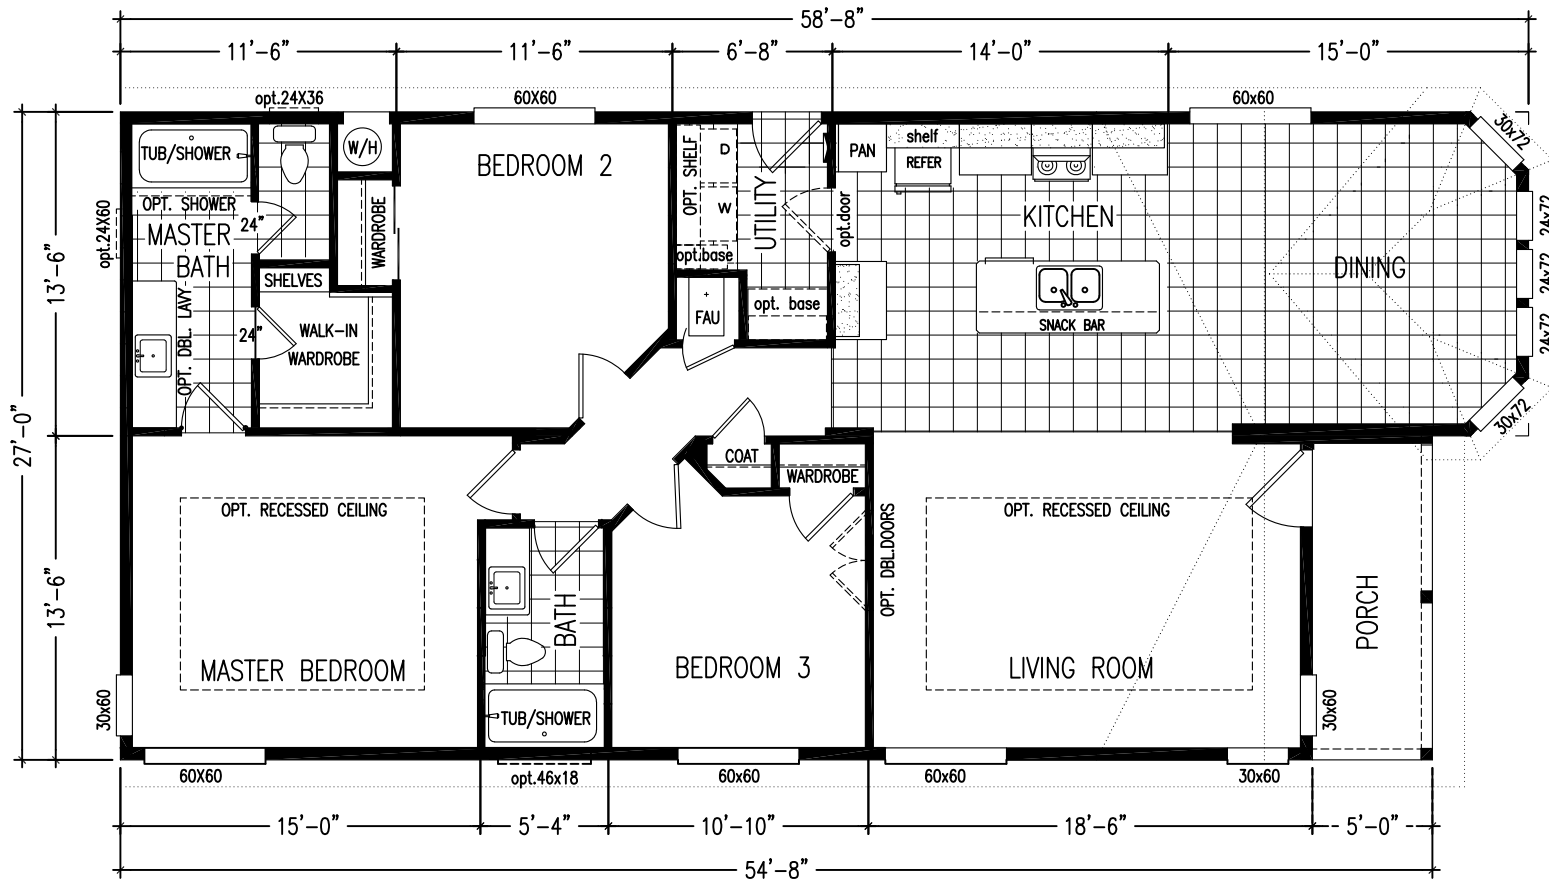 58'-8"
11'-6"
11'-6"
6'-8"
14'-0"
15'-0"
opt.24X36
60X60
60x60
30x72
TUB/SHOWER
W/H
BEDROOM 2
OPT. SHELF
D
W
PAN
shelf
REFER
OPT. SHOWER
24"
MASTER
BATH
opt.24X60
WARDROBE
UTILITY
opt.door
KITCHEN
24x72
13'-6"
opt.base
DINING
24x72
SHELVES
opt. base
FAU
SNACK BAR
24"
WALK-IN
WARDROBE
OPT. DBL. LAVY
24x72
30x72
27'-0"
COAT
WARDROBE
OPT. RECESSED CEILING
OPT. RECESSED CEILING
OPT. DBL.DOORS
13'-6"
BATH
PORCH
MASTER BEDROOM
BEDROOM 3
LIVING ROOM
30x60
TUB/SHOWER
30x60
60X60
opt.46x18
60x60
60x60
30x60
15'-0"
5'-4"
10'-10"
18'-6"
5'-0"
54'-8"